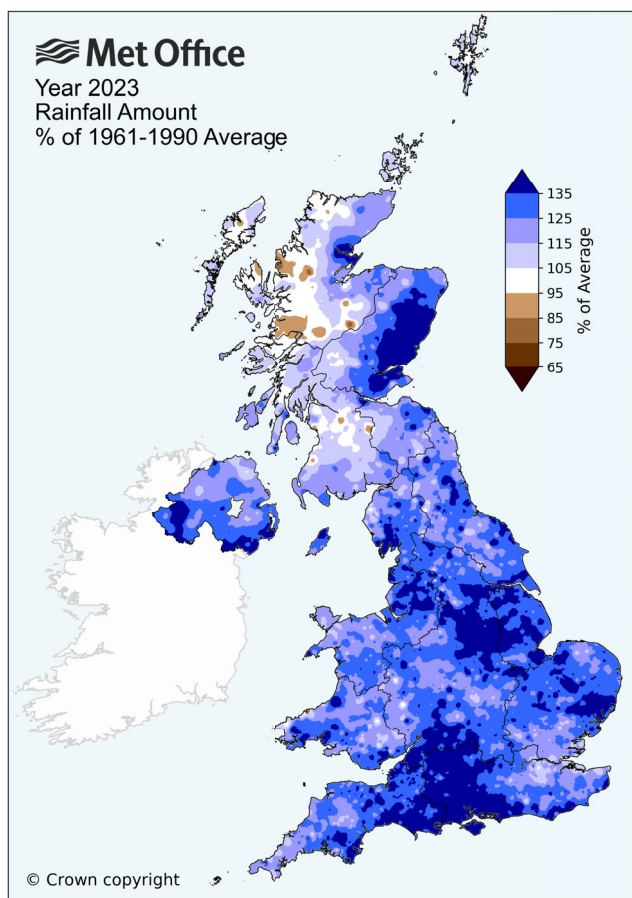 Met Office
Year 2023
Rainfall Amount
% of 1961-1990 Average
135
125
115
105
95
85
75
65
% of Average
© Crown copyright